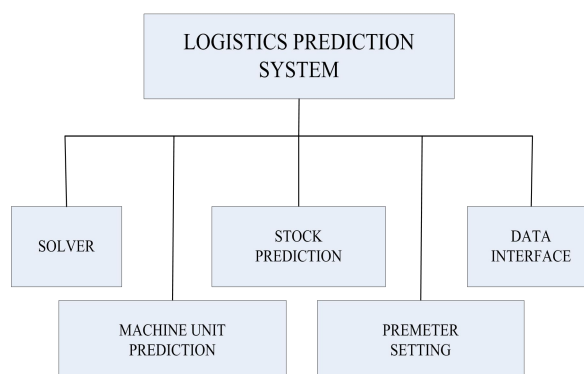 LOGISTICS PREDICTION
SYSTEM
SOLVER
STOCK
PREDICTION
DATA
INTERFACE
MACHINE UNIT
PREDICTION
PREMETER
SETTING